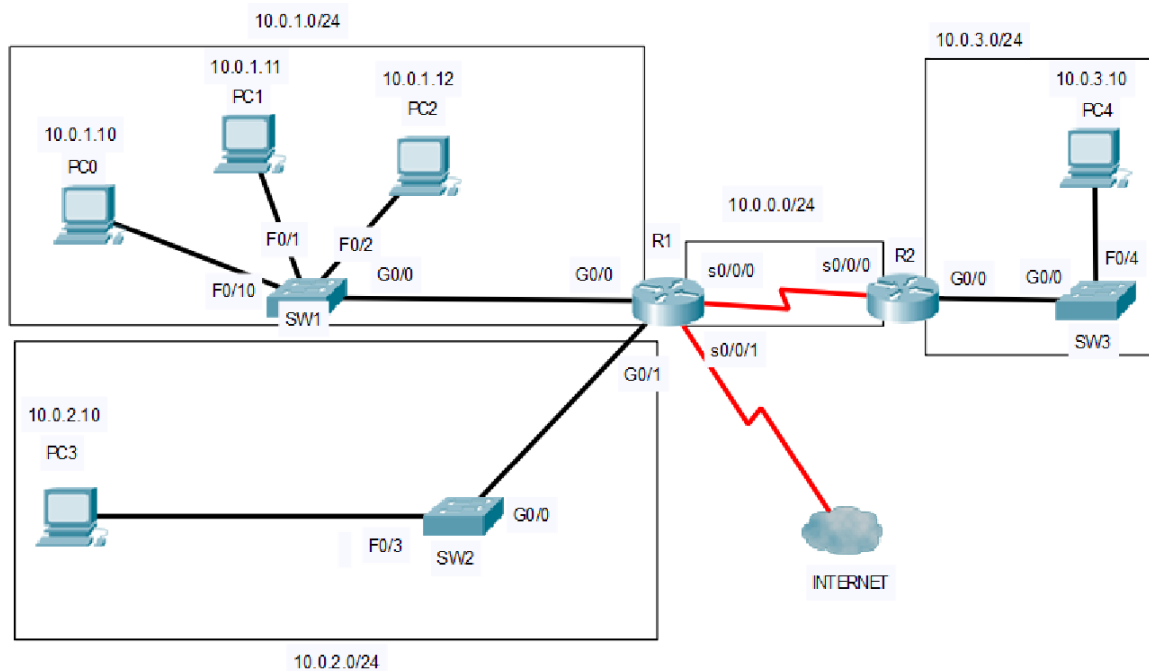 10.0.1.0/24
10.0.3.0/24
10.0.1.11
PC1
10.0.1.12
PC2
10.0.3.10
PC4
10.0.1.10
PC0
10.0.0.0/24
F0/1
F0/2
R1
R2
F0/4
G0/0
G0/0
s0/0/0
s0/0/0
G0/0
G0/0
F0/10
SW1
SW3
s0/0/1
G0/1
10.0.2.10
PC3
G0/0
F0/3
SW2
INTERNET
10.0.2.0/24